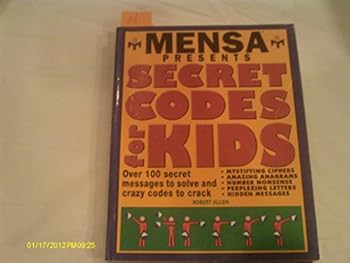 MENSA
PRESENTS
SECRET
CODES
for KIDS
Over 100 secret
messages to solve and
crazy codes to crack
• MYSTIFYING CIPHERS
• AMAZING ANAGRAMS
• NUMBER NONSENSE
• PERPLEXING LETTERS
• HIDDEN MESSAGES
ROBERT ALLEN
01/17/2012 PM 09:25